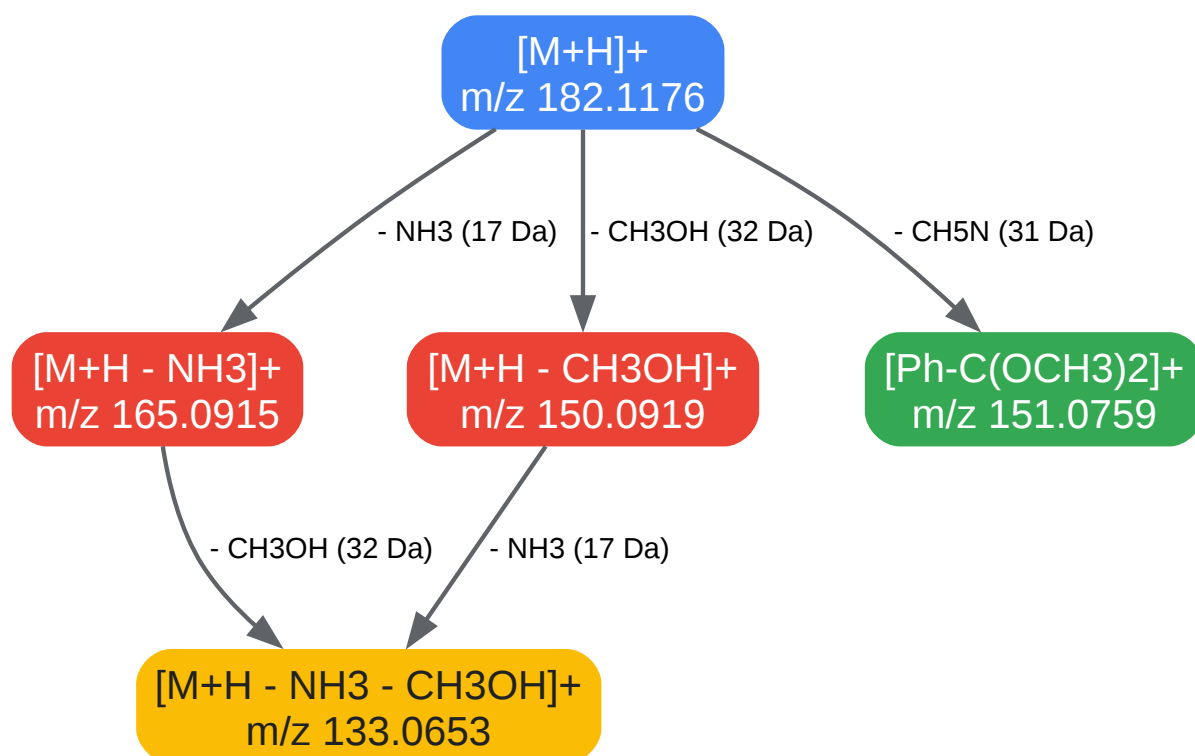 [M+H]+
m/z 182.1176
- NH3 (17 Da)
- CH3OH (32 Da)
- CH5N (31 Da)
[M+H - NH3]+
m/z 165.0915
[M+H - CH3OH]+
m/z 150.0919
[Ph-C(OCH3)2]+
m/z 151.0759
- CH3OH (32 Da)
- NH3 (17 Da)
[M+H - NH3 - CH3OH]+
m/z 133.0653